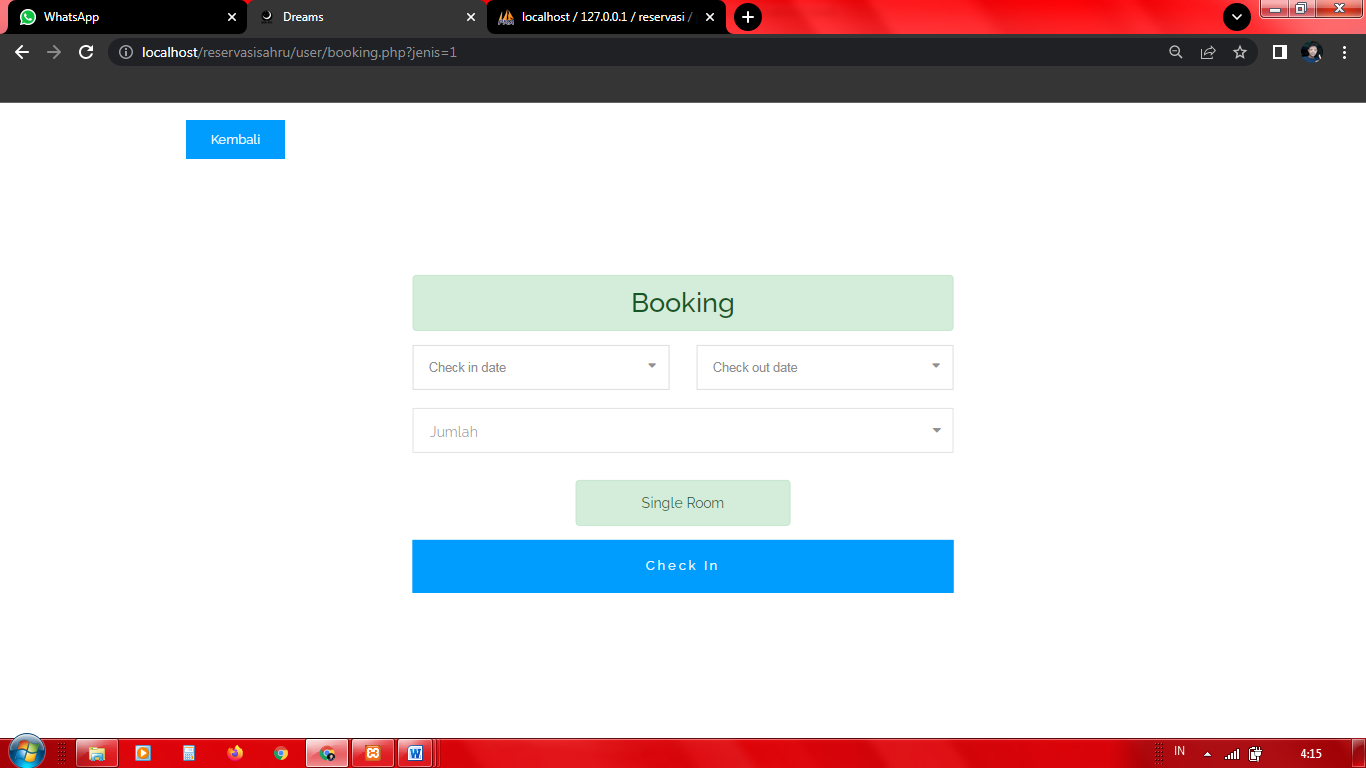 WhatsApp
Dreams
localhost / 127.0.0.1 / reservasi /
localhost/reservasisahru/user/booking.php?jenis=1
Kembali
Booking
Check in date
Check out date
Jumlah
Single Room
Check In
IN
4:15